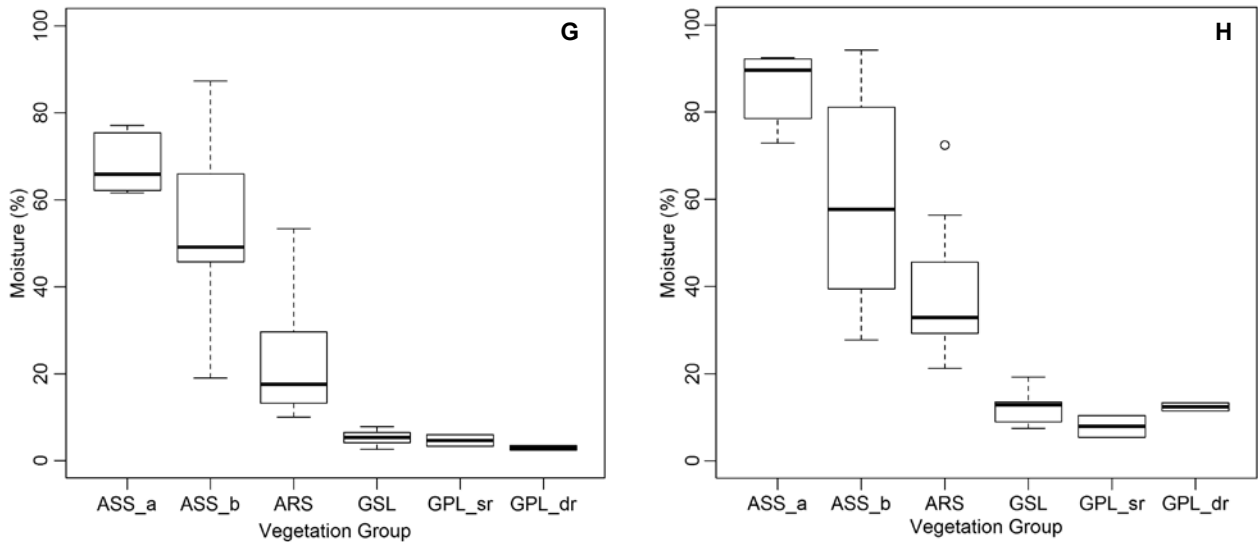 G
100
80
60
40
20
0
Moisture (%)
ASS_a ASS_b ARS GSL GPL_sr GPL_dr
Vegetation Group
H
100
80
60
40
20
0
Moisture (%)
ASS_a ASS_b ARS GSL GPL_sr GPL_dr
Vegetation Group